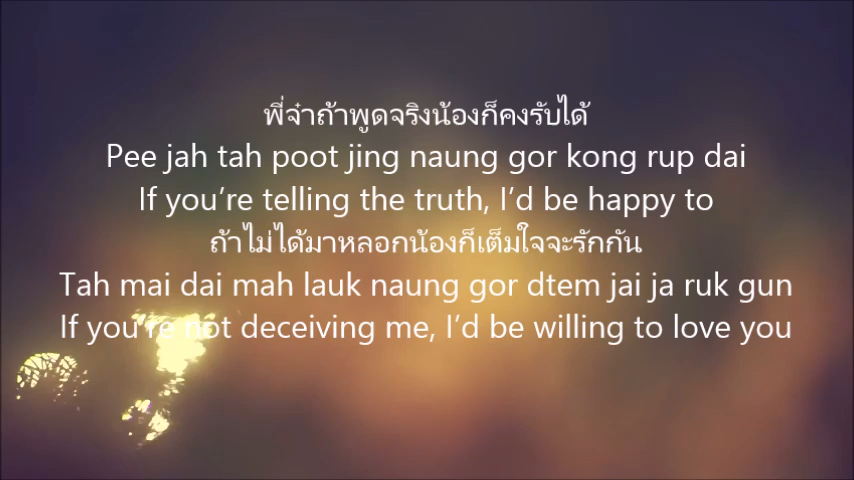 พี่จ๋าถ้าพูดจริงน้องก็คงรับได้
Pee jah tah poot jing naung gor kong rup dai
If you’re telling the truth, I’d be happy to
ถ้าไม่ได้มาหลอกน้องก็เต็มใจจะรักกัน
Tah mai dai mah lauk naung gor dtem jai ja ruk gun
If you’re not deceiving me, I’d be willing to love you